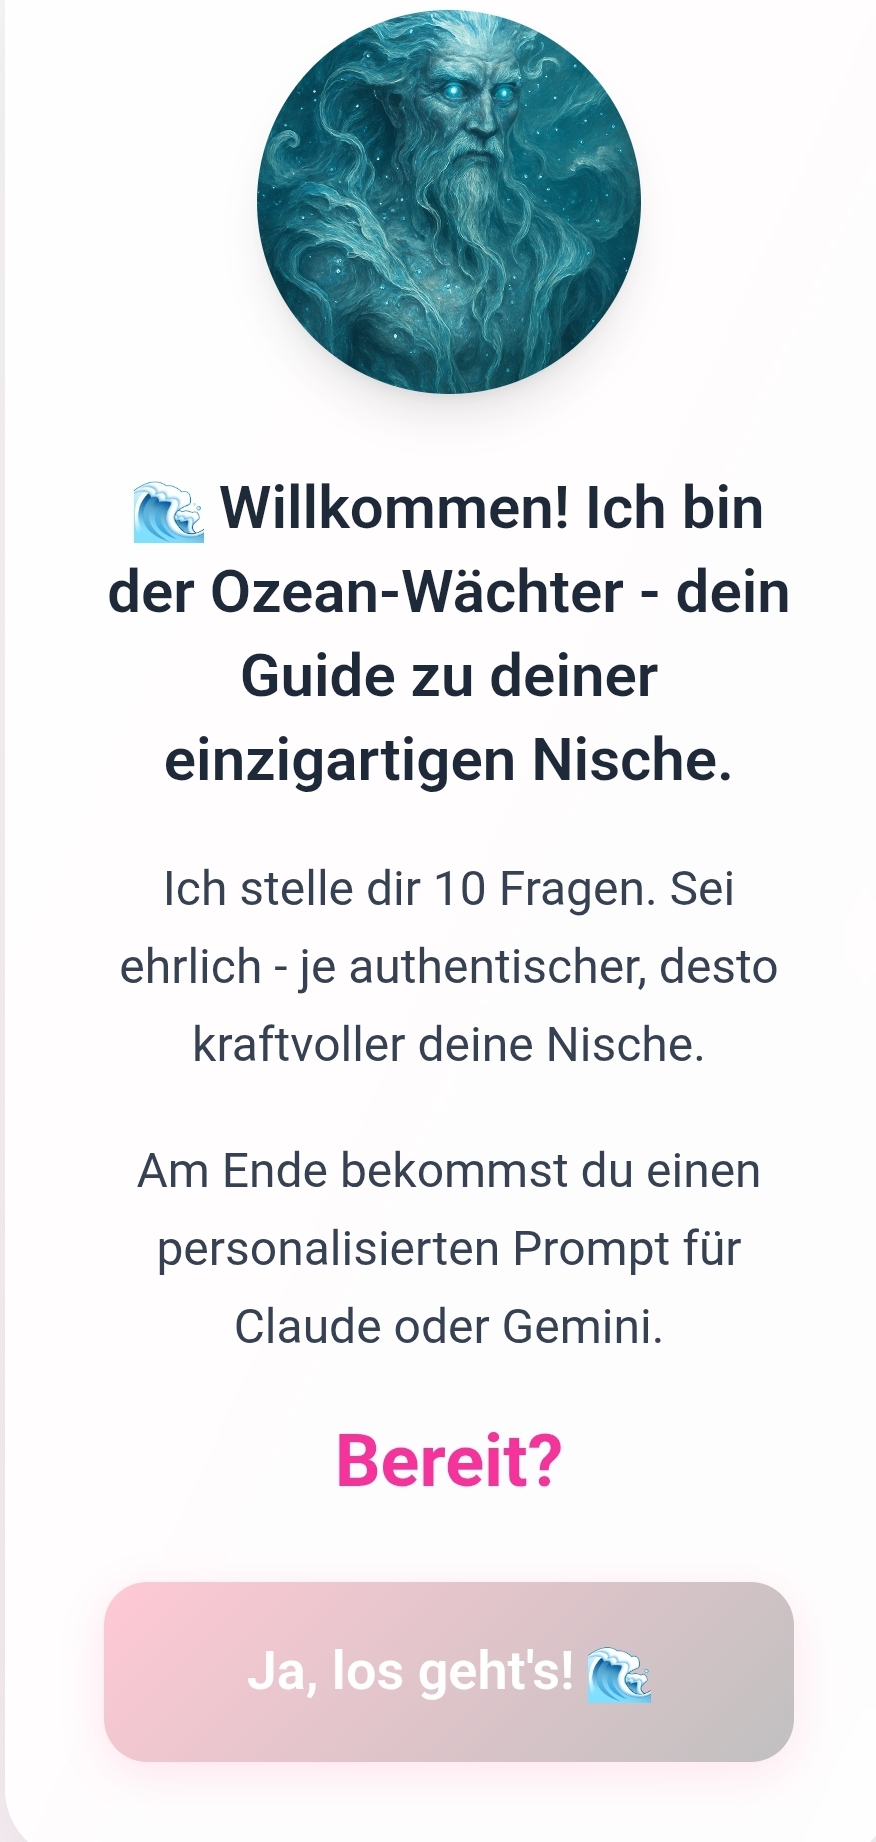 🌊 Willkommen! Ich bin
der Ozean-Wächter - dein
Guide zu deiner
einzigartigen Nische.
Ich stelle dir 10 Fragen. Sei
ehrlich - je authentischer, desto
kraftvoller deine Nische.
Am Ende bekommst du einen
personalisierten Prompt für
Claude oder Gemini.
Bereit?
Ja, los geht's! 🌊